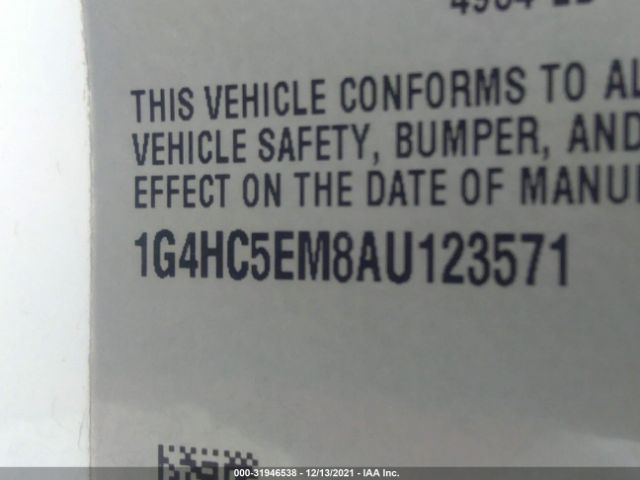 THIS VEHICLE CONFORMS TO AL
VEHICLE SAFETY, BUMPER, AND
EFFECT ON THE DATE OF MANU
1G4HC5EM8AU123571
000-31946538 - 12/13/2021 - IAA Inc.